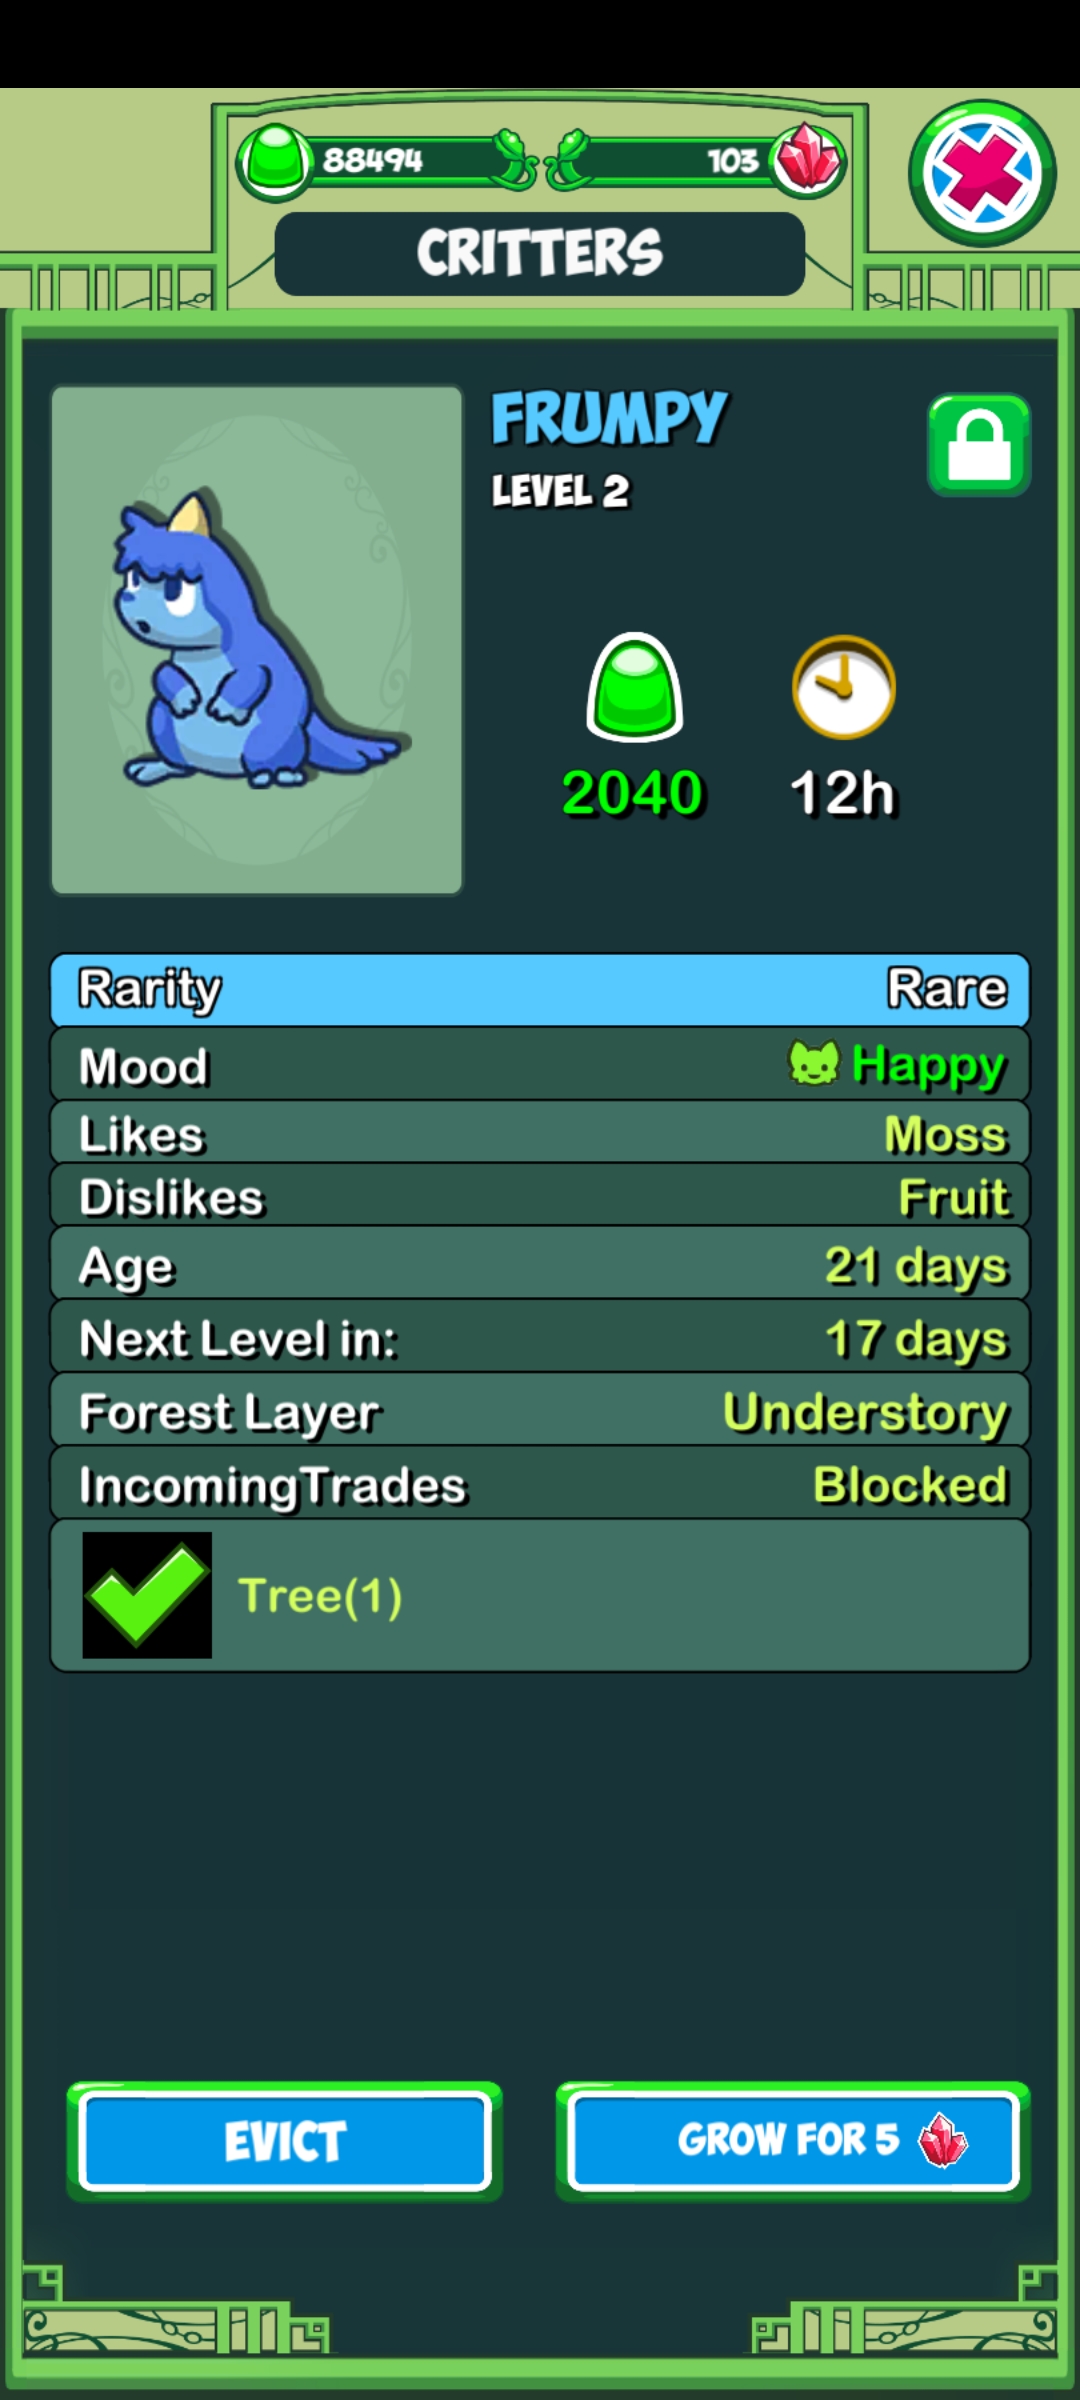 88494 103
CRITTERS
FRUMPY
LEVEL 2
2040 12h
Rarity Rare
Mood Happy
Likes Moss
Dislikes Fruit
Age 21 days
Next Level in: 17 days
Forest Layer Understory
IncomingTrades Blocked
Tree(1)
EVICT GROW FOR 5